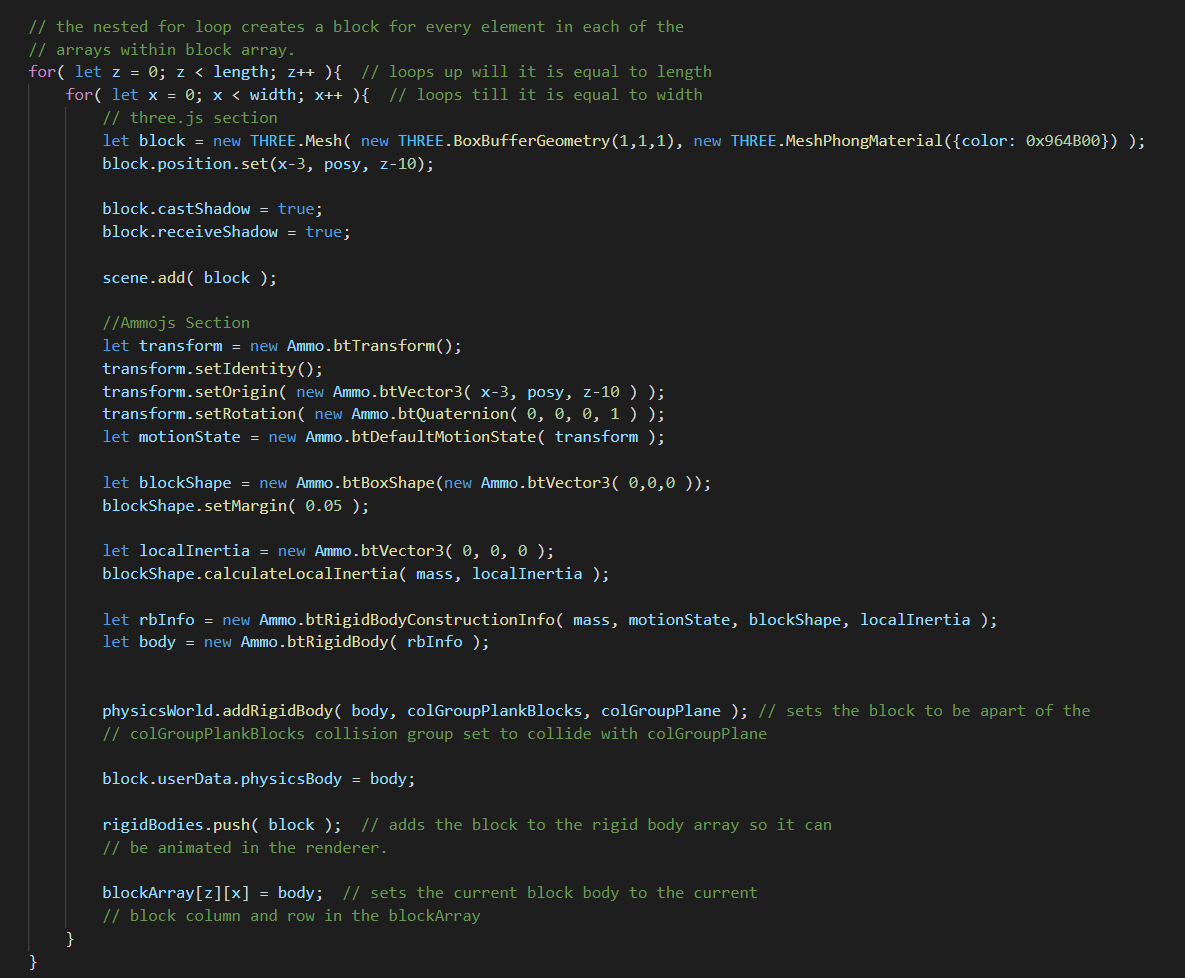 // the nested for loop creates a block for every element in each of the
// arrays within block array.
for( let z = 0; z < length; z++ ){  // loops up will it is equal to length
    for( let x = 0; x < width; x++ ){  // loops till it is equal to width
        // three.js section
        let block = new THREE.Mesh( new THREE.BoxBufferGeometry(1,1,1), new THREE.MeshPhongMaterial({color: 0x964B00}) );
        block.position.set(x-3, posy, z-10);

        block.castShadow = true;
        block.receiveShadow = true;

        scene.add( block );

        //Ammojs Section
        let transform = new Ammo.btTransform();
        transform.setIdentity();
        transform.setOrigin( new Ammo.btVector3( x-3, posy, z-10 ) );
        transform.setRotation( new Ammo.btQuaternion( 0, 0, 0, 1 ) );
        let motionState = new Ammo.btDefaultMotionState( transform );

        let blockShape = new Ammo.btBoxShape(new Ammo.btVector3( 0,0,0 ));
        blockShape.setMargin( 0.05 );

        let localInertia = new Ammo.btVector3( 0, 0, 0 );
        blockShape.calculateLocalInertia( mass, localInertia );

        let rbInfo = new Ammo.btRigidBodyConstructionInfo( mass, motionState, blockShape, localInertia );
        let body = new Ammo.btRigidBody( rbInfo );


        physicsWorld.addRigidBody( body, colGroupPlankBlocks, colGroupPlane ); // sets the block to be apart of the
        // colGroupPlankBlocks collision group set to collide with colGroupPlane

        block.userData.physicsBody = body;

        rigidBodies.push( block );  // adds the block to the rigid body array so it can
        // be animated in the renderer.

        blockArray[z][x] = body;  // sets the current block body to the current
        // block column and row in the blockArray
    }
}